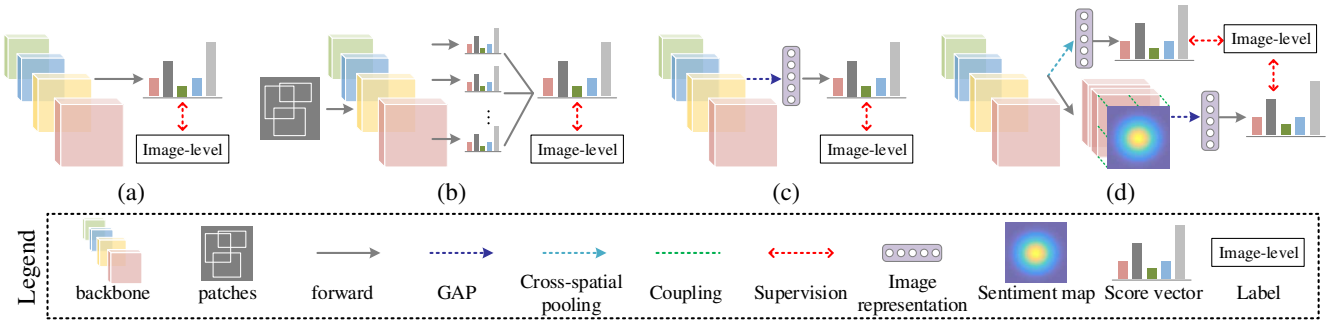 Image-level
(a)
Image-level
(b)
Image-level
(c)
Image-level
(d)
Legend
backbone
patches
forward
GAP
Cross-spatial
pooling
Coupling
Supervision
Image
representation
Sentiment map
Score vector
Image-level
Label